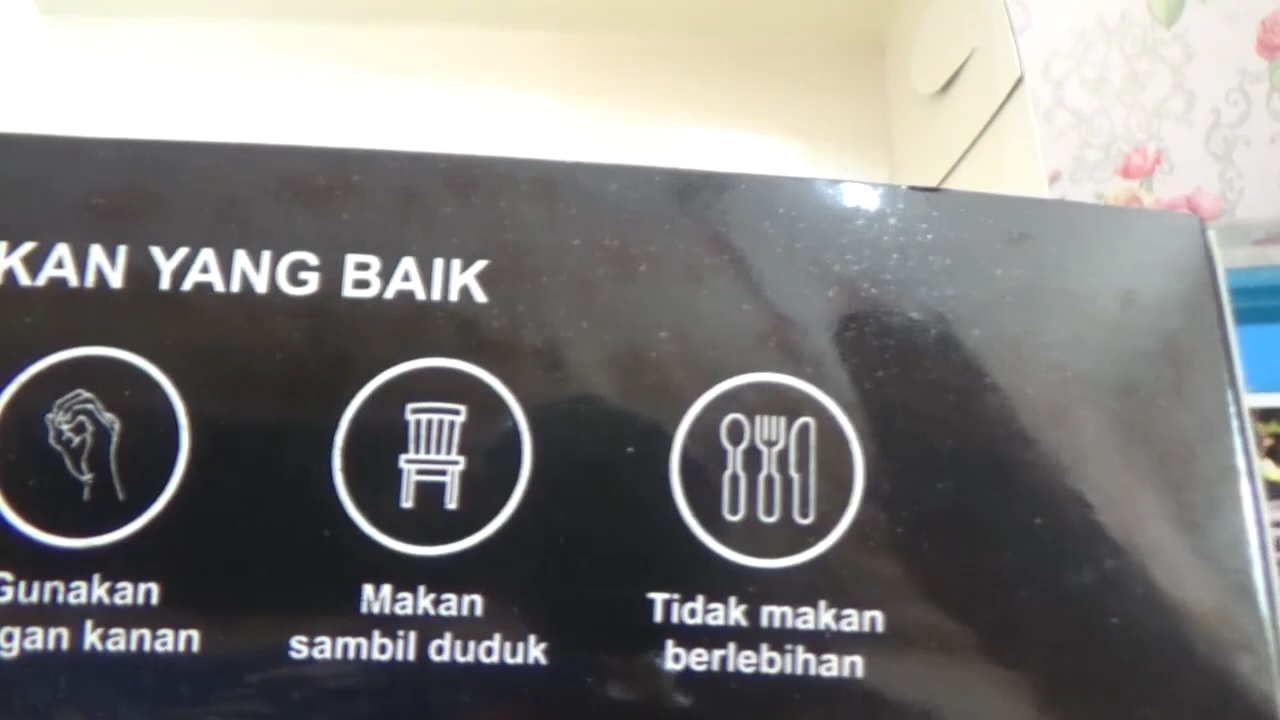 KAN YANG BAIK
Gunakan
gan kanan
Makan
sambil duduk
Tidak makan
berlebihan